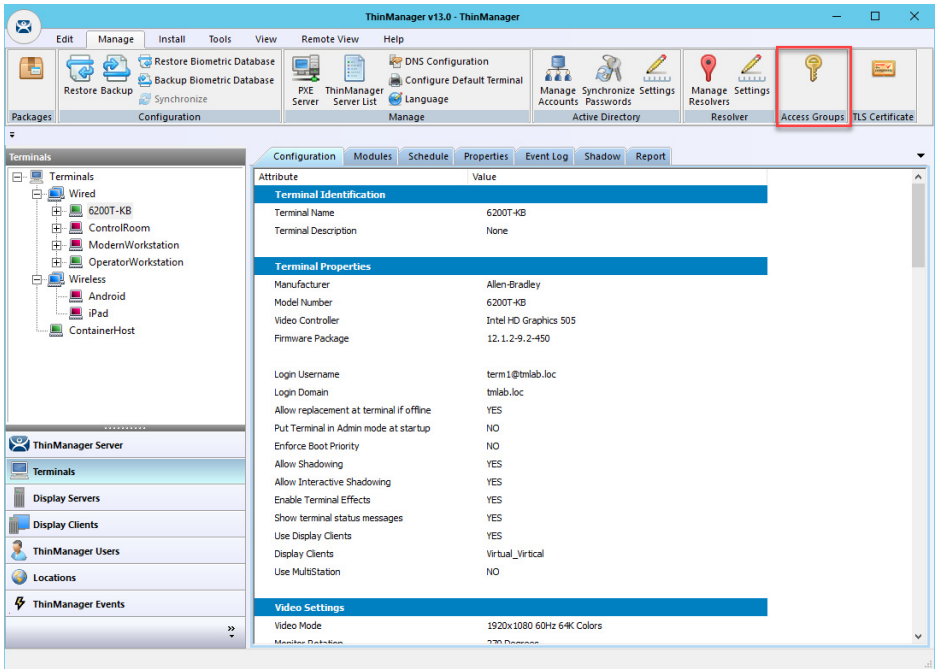 ThinManager v13.0 - ThinManager
Edit Manage Install Tools View Remote View Help
Restore Backup
Restore Biometric Database
Backup Biometric Database
Synchronize
PXE Server
ThinManager Server List
DNS Configuration
Configure Default Terminal
Language
Manage Accounts
Synchronize Passwords
Settings
Manage Resolvers
Settings
Packages Configuration Manage Active Directory Resolver Access Groups TLS Certificate
Terminals
Terminals
Wired
6200T-KB
ControlRoom
ModernWorkstation
OperatorWorkstation
Wireless
Android
iPad
ContainerHost
ThinManager Server
Terminals
Display Servers
Display Clients
ThinManager Users
Locations
ThinManager Events
»
Configuration Modules Schedule Properties Event Log Shadow Report
Attribute Value
Terminal Identification
Terminal Name 6200T-KB
Terminal Description None
Terminal Properties
Manufacturer Allen-Bradley
Model Number 6200T-KB
Video Controller Intel HD Graphics 505
Firmware Package 12.1.2-9.2-450
Login Username term1@tmlab.loc
Login Domain tmlab.loc
Allow replacement at terminal if offline YES
Put Terminal in Admin mode at startup NO
Enforce Boot Priority NO
Allow Shadowing YES
Allow Interactive Shadowing YES
Enable Terminal Effects YES
Show terminal status messages YES
Use Display Clients YES
Display Clients Virtual_Virtical
Use MultiStation NO
Video Settings
Video Mode 1920x1080 60Hz 64K Colors
Monitor Rotation 270 Degrees